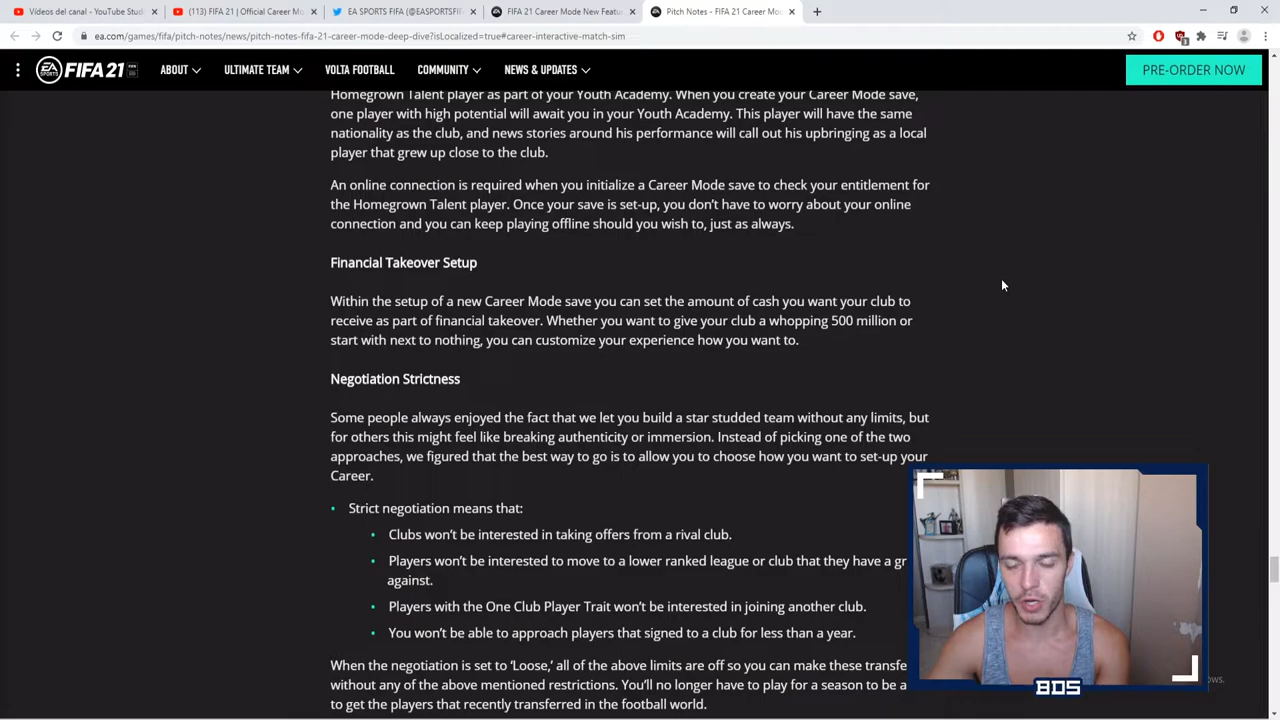 Vídeos del canal - YouTube Stud
(113) FIFA 21 | Official Career Mo
EA SPORTS FIFA (@EASPORTSFIF
FIFA 21 Career Mode New Featur
Pitch Notes - FIFA 21 Career Mo
ea.com/games/fifa/pitch-notes/news/pitch-notes-fifa-21-career-mode-deep-dive?isLocalized=true#career-interactive-match-sim
FIFA 21
ABOUT
ULTIMATE TEAM
VOLTA FOOTBALL
COMMUNITY
NEWS & UPDATES
PRE-ORDER NOW
Homegrown Talent player as part of your Youth Academy. When you create your Career Mode save,
one player with high potential will await you in your Youth Academy. This player will have the same
nationality as the club, and news stories around his performance will call out his upbringing as a local
player that grew up close to the club.
An online connection is required when you initialize a Career Mode save to check your entitlement for
the Homegrown Talent player. Once your save is set-up, you don't have to worry about your online
connection and you can keep playing offline should you wish to, just as always.
Financial Takeover Setup
Within the setup of a new Career Mode save you can set the amount of cash you want your club to
receive as part of financial takeover. Whether you want to give your club a whopping 500 million or
start with next to nothing, you can customize your experience how you want to.
Negotiation Strictness
Some people always enjoyed the fact that we let you build a star studded team without any limits, but
for others this might feel like breaking authenticity or immersion. Instead of picking one of the two
approaches, we figured that the best way to go is to allow you to choose how you want to set-up your
Career.
• Strict negotiation means that:
• Clubs won't be interested in taking offers from a rival club.
• Players won't be interested to move to a lower ranked league or club that they have a gr
against.
• Players with the One Club Player Trait won't be interested in joining another club.
• You won't be able to approach players that signed to a club for less than a year.
When the negotiation is set to 'Loose,' all of the above limits are off so you can make these transfe
without any of the above mentioned restrictions. You'll no longer have to play for a season to be a
to get the players that recently transferred in the football world.
BDS